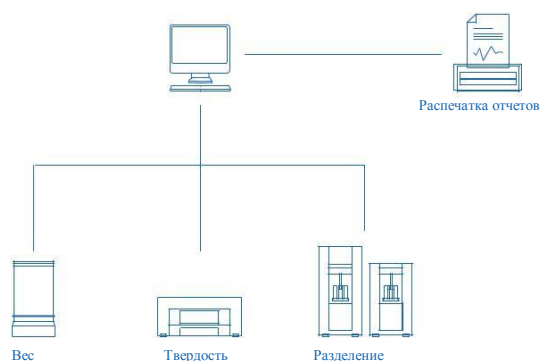 Распечатка отчетов
Вес
Твердость
Разделение